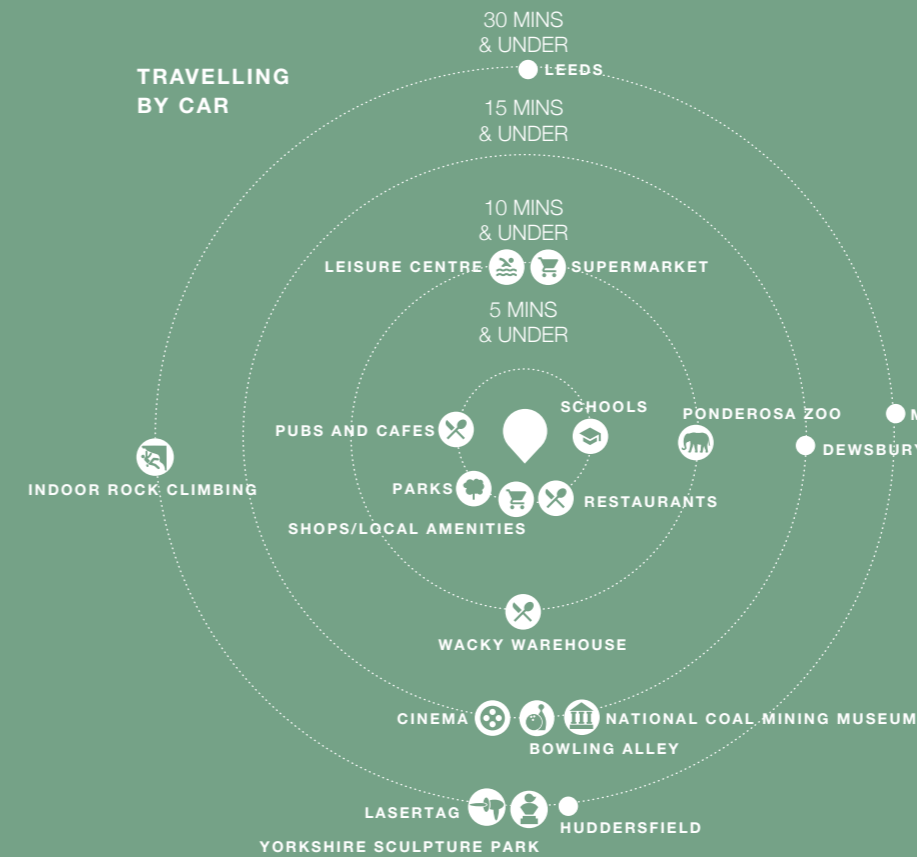 30 MINS
& UNDER
LEEDS
TRAVELLING
BY CAR
15 MINS
& UNDER
10 MINS
& UNDER
LEISURE CENTRE
SUPERMARKET
5 MINS
& UNDER
SCHOOLS
PONDEROSA ZOO
PUBS AND CAFES
DEWSBURY
INDOOR ROCK CLIMBING
PARKS
RESTAURANTS
SHOPS/LOCAL AMENITIES
WACKY WAREHOUSE
CINEMA
NATIONAL COAL MINING MUSEUM
BOWLING ALLEY
LASERTAG
HUDDERSFIELD
YORKSHIRE SCULPTURE PARK